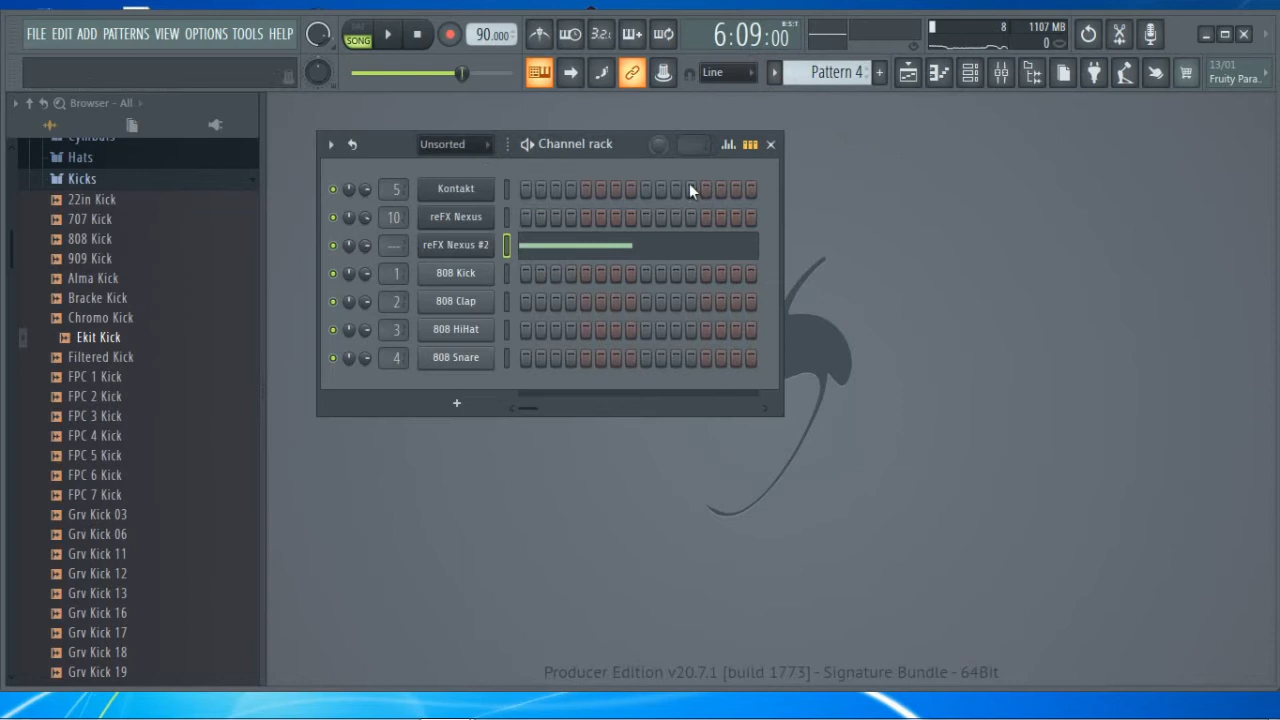 FILE EDIT ADD PATTERNS VIEW OPTIONS TOOLS HELP
SONG
90.000
3.2.
6:09:00
B:S:T
8
1107 MB
0
Line
Pattern 4
+
13/01
Fruity Para..
Browser - All
Hats
Kicks
22in Kick
707 Kick
808 Kick
909 Kick
Alma Kick
Bracke Kick
Chromo Kick
Ekit Kick
Filtered Kick
FPC 1 Kick
FPC 2 Kick
FPC 3 Kick
FPC 4 Kick
FPC 5 Kick
FPC 6 Kick
FPC 7 Kick
Grv Kick 03
Grv Kick 06
Grv Kick 11
Grv Kick 12
Grv Kick 13
Grv Kick 16
Grv Kick 17
Grv Kick 18
Grv Kick 19
Unsorted
Channel rack
5 Kontakt
10 reFX Nexus
--- reFX Nexus #2
1 808 Kick
2 808 Clap
3 808 HiHat
4 808 Snare
+
Producer Edition v20.7.1 [build 1773] - Signature Bundle - 64Bit